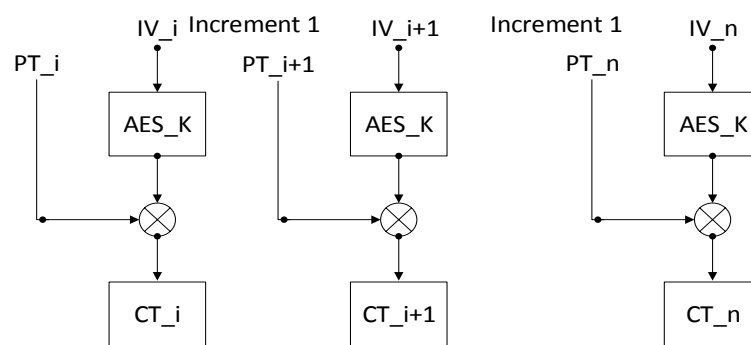 IV_i Increment 1 IV_i+1 Increment 1 IV_n
PT_i PT_i+1 PT_n
AES_K AES_K AES_K
CT_i CT_i+1 CT_n